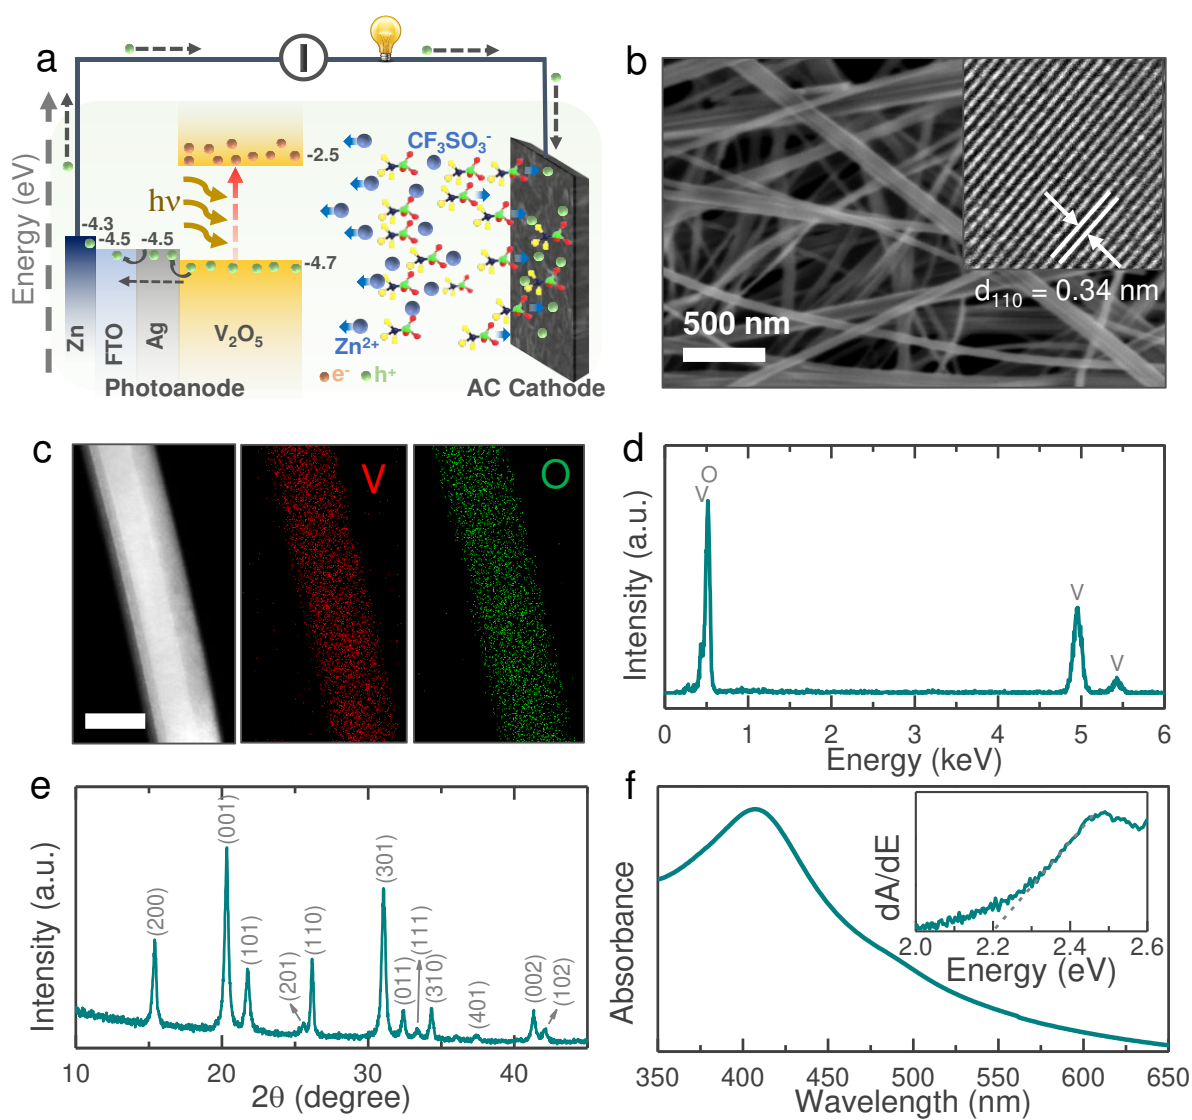 a
Energy (eV)
hν
-2.5
-4.3
-4.5
-4.5
-4.7
Zn
FTO
Ag
V₂O₅
CF₃SO₃⁻
Zn²⁺
e⁻
h⁺
Photoanode
AC Cathode
b
d₁₁₀ = 0.34 nm
500 nm
c
V
O
d
Intensity (a.u.)
O
V
V
V
0 1 2 3 4 5 6
Energy (keV)
e
Intensity (a.u.)
(200)
(001)
(101)
(201)
(110)
(301)
(011)
(111)
(310)
(401)
(002)
(102)
10 20 30 40
2θ (degree)
f
Absorbance
dA/dE
2.0 2.2 2.4 2.6
Energy (eV)
350 400 450 500 550 600 650
Wavelength (nm)